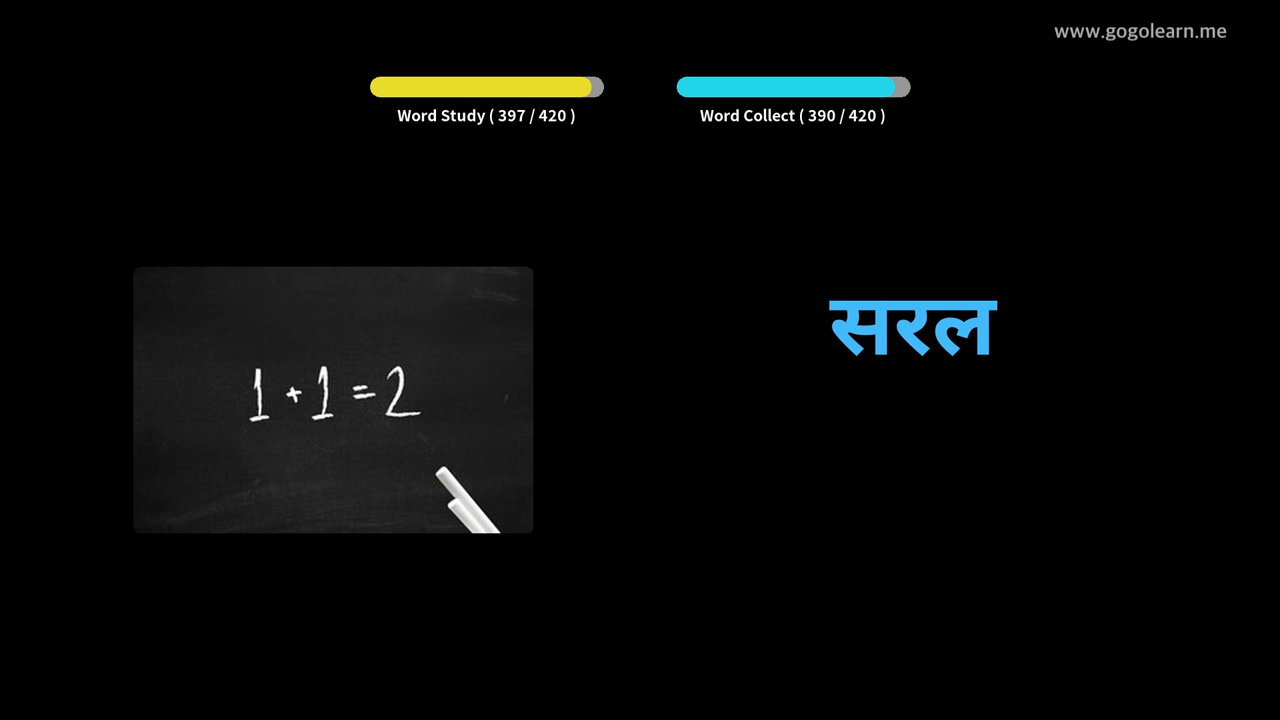 www.gogolearn.me
Word Study ( 397 / 420 )
Word Collect ( 390 / 420 )
सरल
1 + 1 = 2